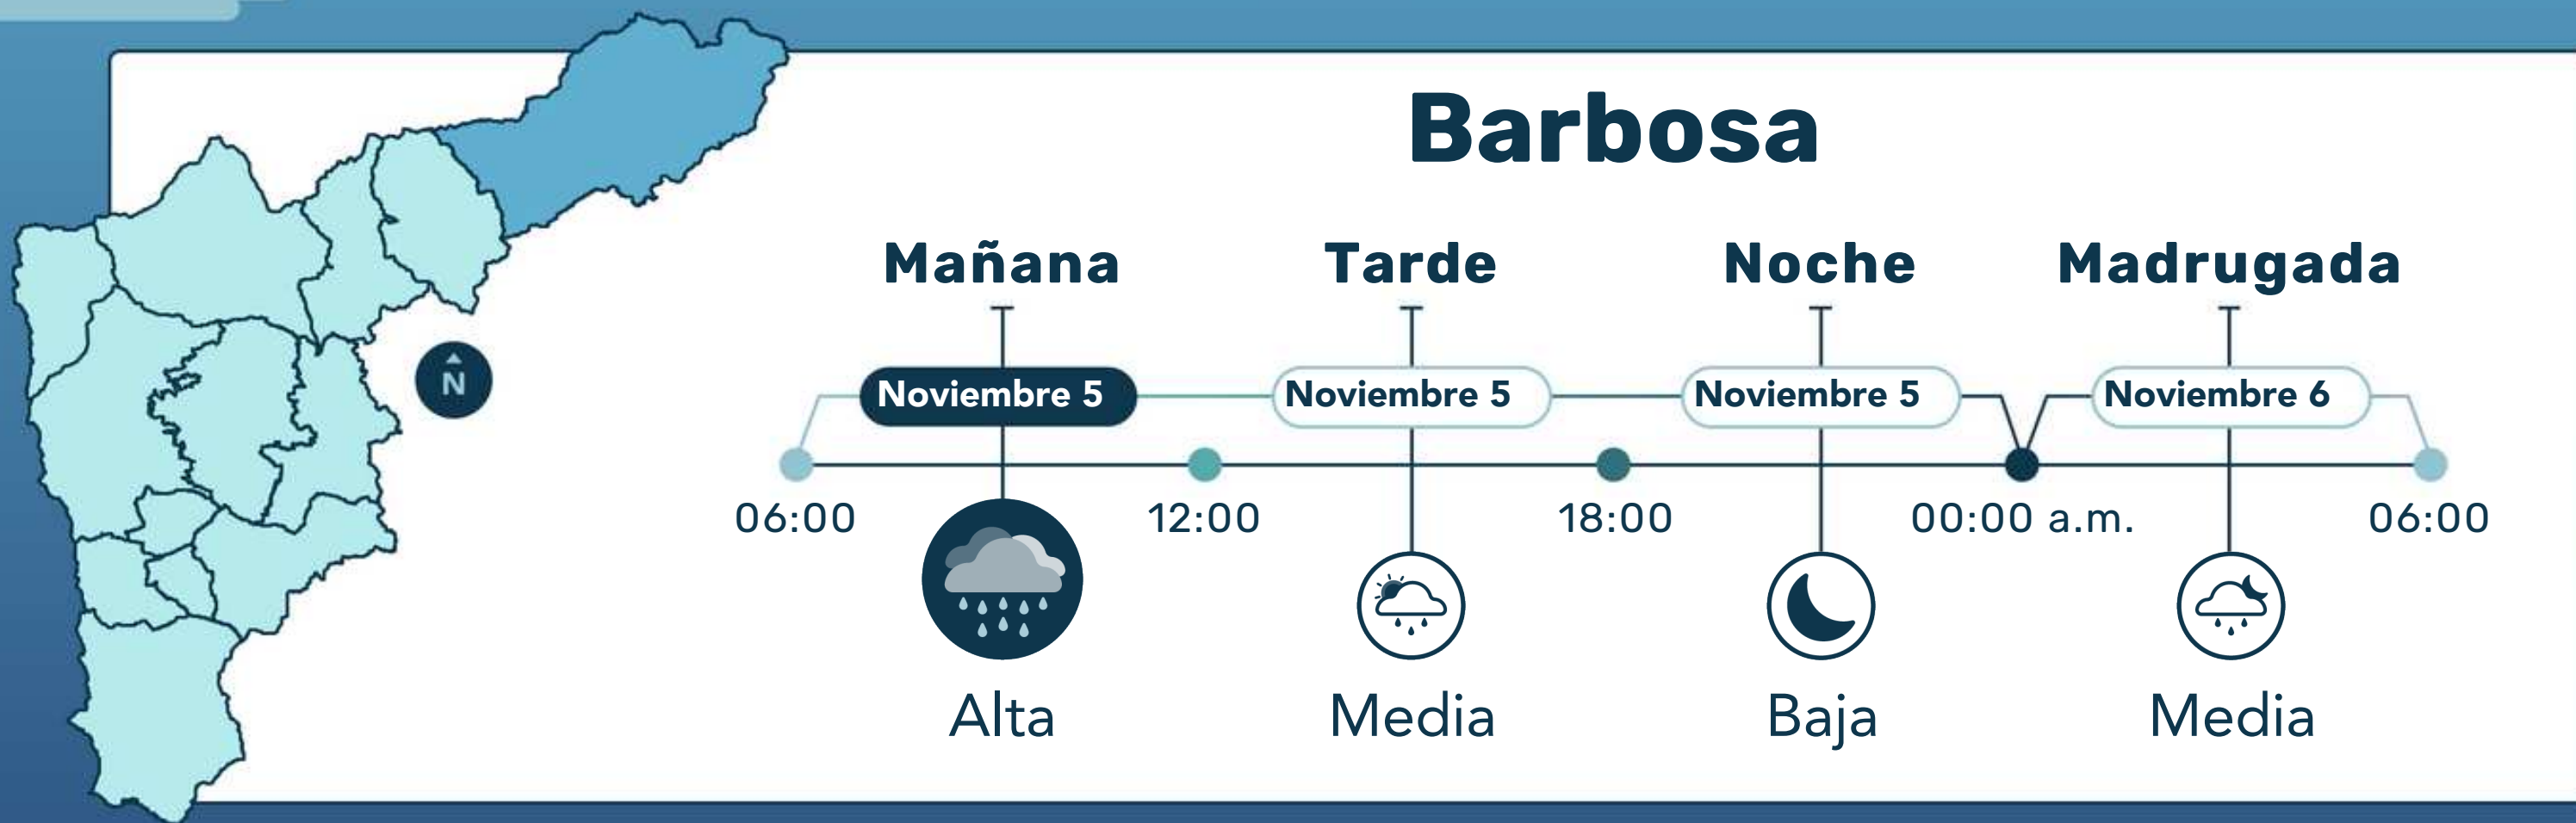 Barbosa
Mañana
Tarde
Noche
Madrugada
Noviembre 5
Noviembre 5
Noviembre 5
Noviembre 6
N
06:00
12:00
18:00
00:00 a.m.
06:00
Alta
Media
Baja
Media